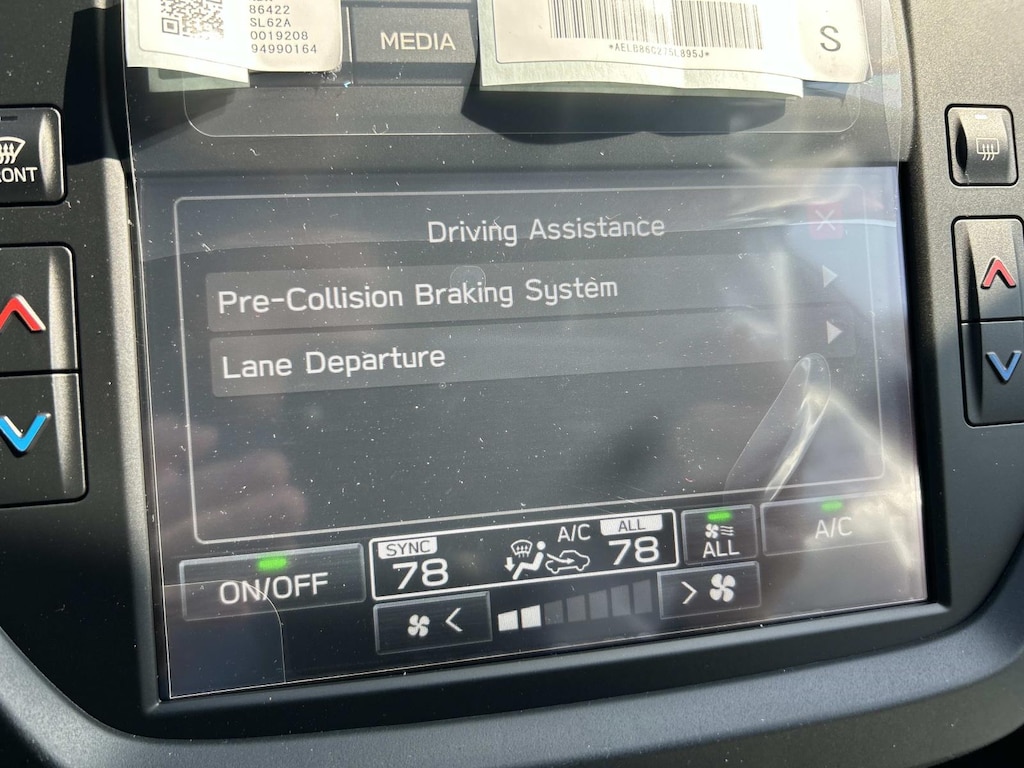 86422
SL62A
0019208
94990164
MEDIA
*AELB86C275L895J*
S
Driving Assistance
Pre-Collision Braking System
Lane Departure
ON/OFF
SYNC
78
A/C
ALL
78
ALL
A/C